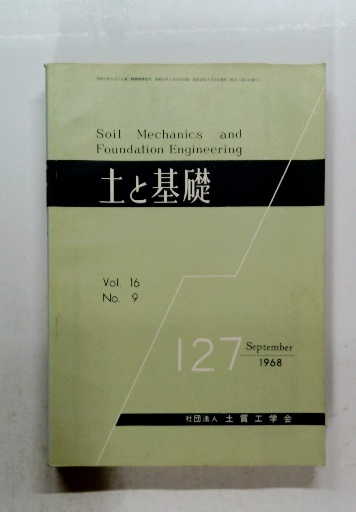 Soil Mechanics and
Foundation Engineering
土と基礎
Vol. 16
No. 9
127
September
1968
社団法人 土質工学会